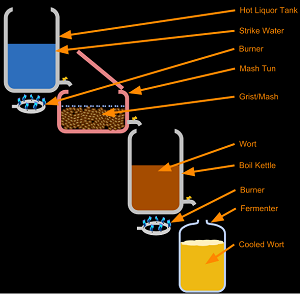 Hot Liquor Tank
Strike Water
Burner
Mash Tun
Grist/Mash
Wort
Boil Kettle
Burner
Fermenter
Cooled Wort